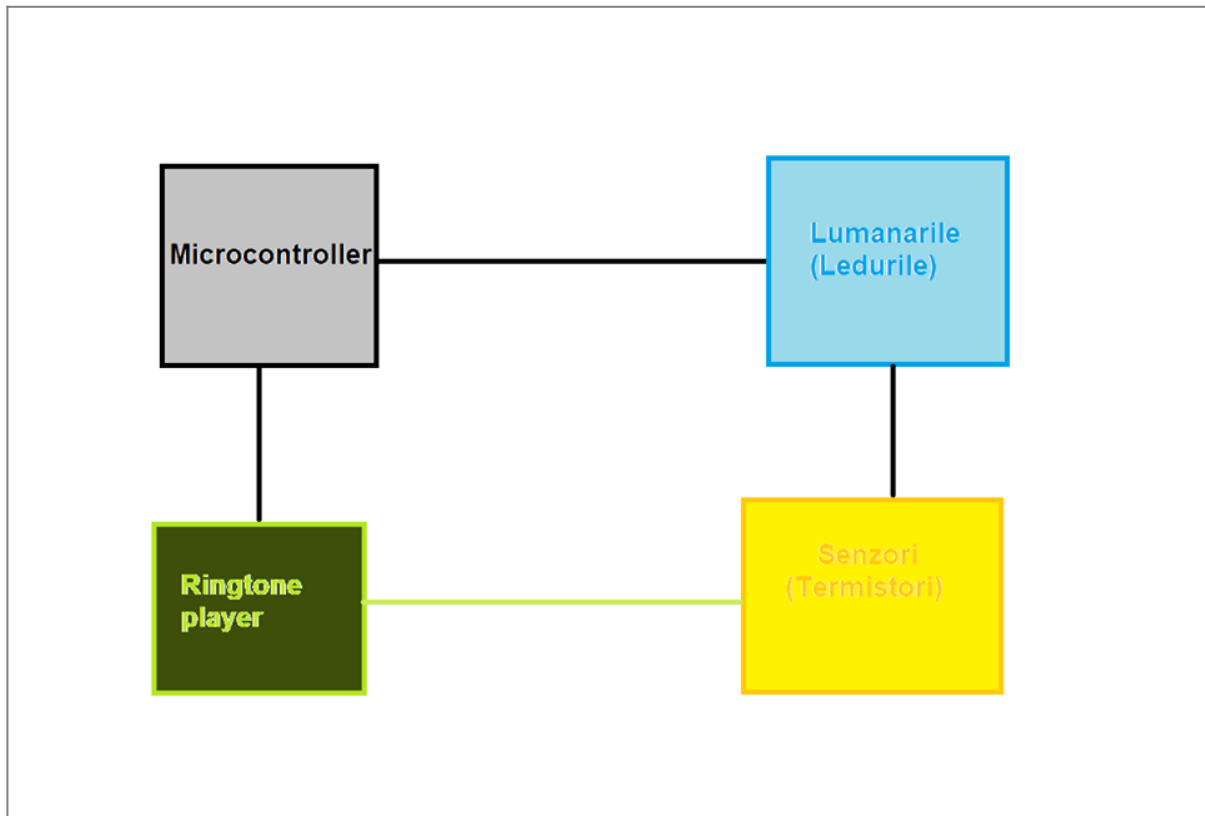 Microcontroller
Lumanarile
(Ledurile)
Ringtone
player
Senzori
(Termistori)